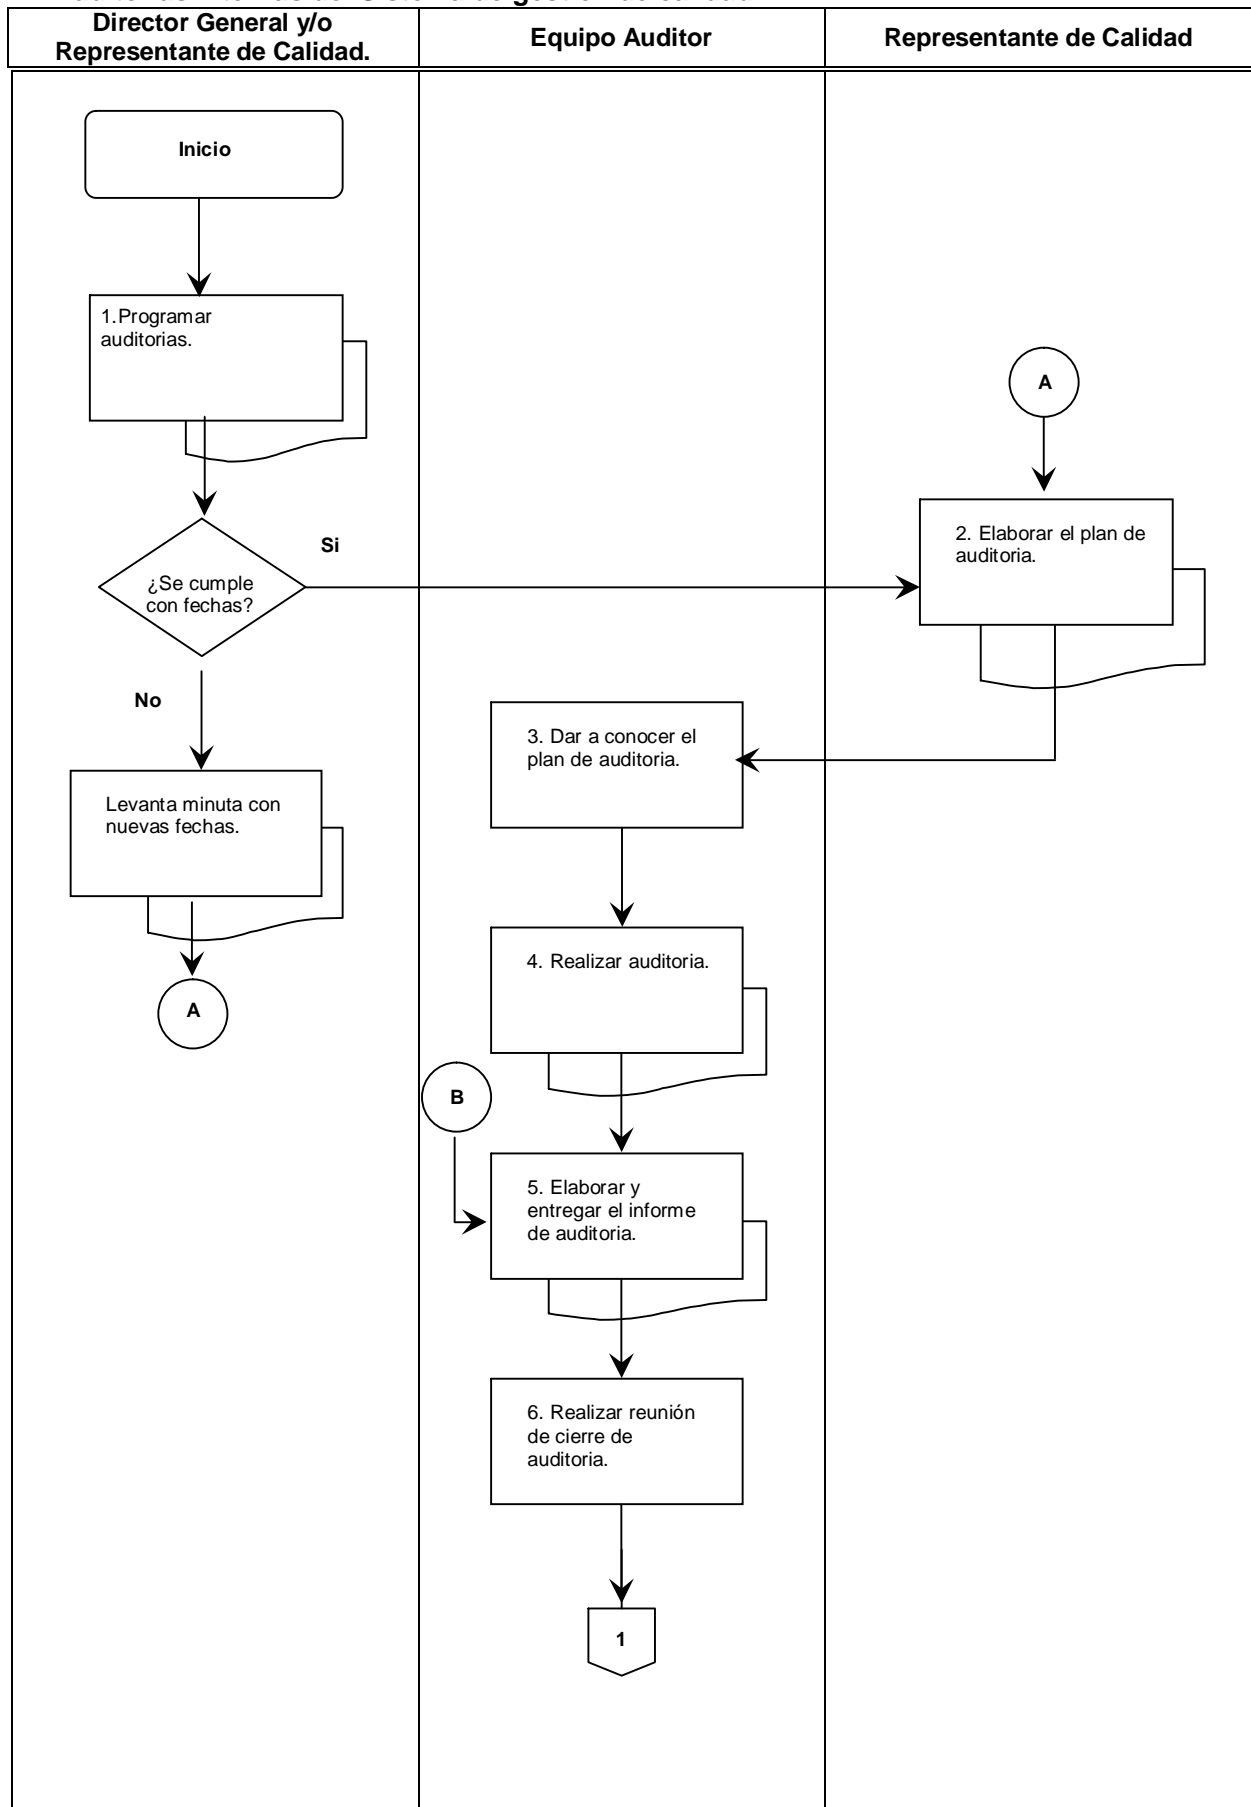 Director General y/o
Representante de Calidad.
Equipo Auditor
Representante de Calidad
Inicio
1.Programar
auditorias.
A
2. Elaborar el plan de
auditoria.
Si
¿Se cumple
con fechas?
No
3. Dar a conocer el
plan de auditoria.
Levanta minuta con
nuevas fechas.
4. Realizar auditoria.
A
B
5. Elaborar y
entregar el informe
de auditoria.
6. Realizar reunión
de cierre de
auditoria.
1